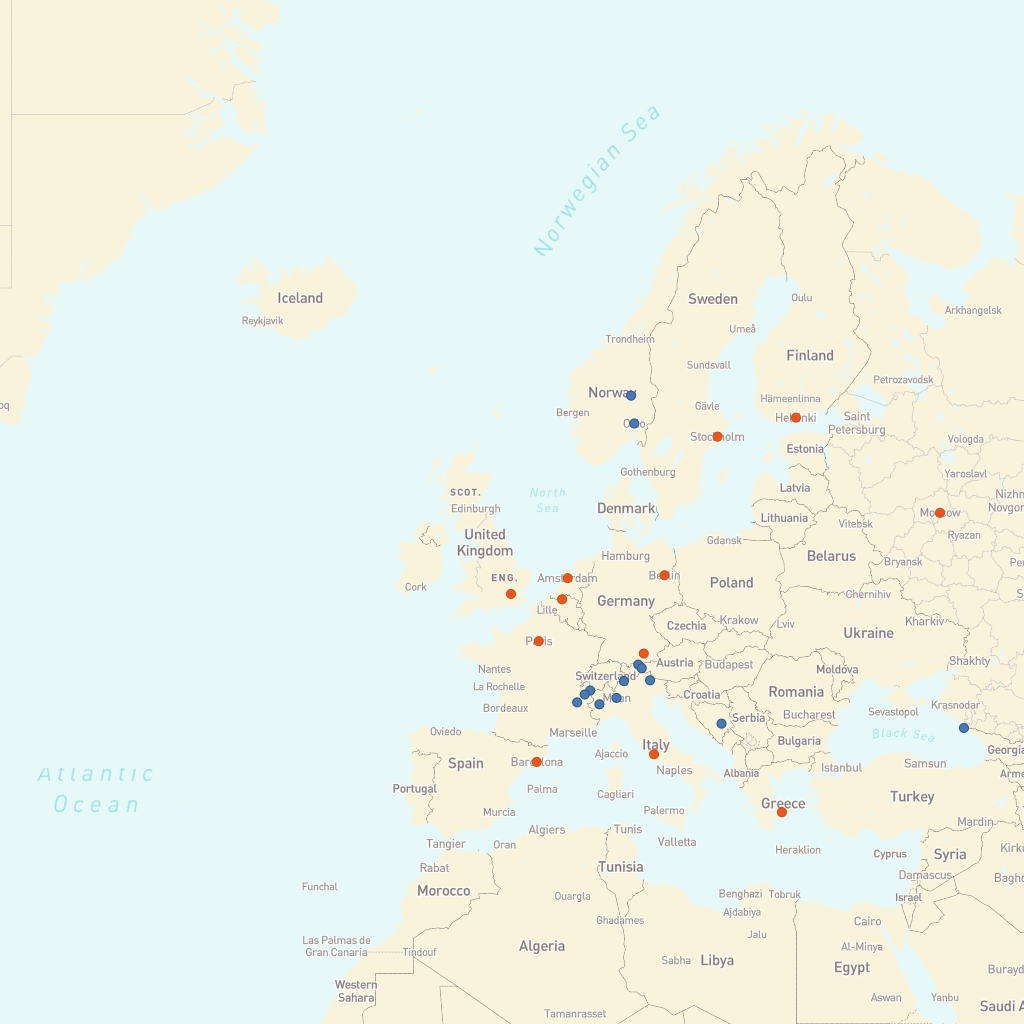 Norwegian Sea
Iceland
Reykjavik
Sweden
Oulu
Arkhangelsk
Umeå
Trondheim
Finland
Sundsvall
Petrozavodsk
Norway
Hämeenlinna
oq
Gävle
Bergen
Helsinki
Saint
Petersburg
Oslo
Stockholm
Vologda
Estonia
Gothenburg
Yaroslavl
Latvia
SCOT.
North
Sea
Nizhn
Novgor
Edinburgh
Denmark
Moscow
Lithuania
Vitebsk
Ryazan
United
Kingdom
Gdansk
Hamburg
Belarus
Bryansk
Pe
ENG.
Amsterdam
Berlin
Poland
Cork
Chernihiv
S
Germany
Lille
Krakow
Czechia
Lviv
Kharkiv
Ukraine
Paris
Shakhty
Austria
Budapest
Nantes
Moldova
Switzerland
La Rochelle
Croatia
Romania
Milan
Krasnodar
Bordeaux
Sevastopol
Serbia
Bucharest
Oviedo
Marseille
Black Sea
Bulgaria
Italy
Georgia
Ajaccio
Spain
Barcelona
Istanbul
Samsun
Naples
Albania
Arme
Atlantic
Ocean
Portugal
Palma
Cagliari
Turkey
Greece
Murcia
Palermo
Mardin
Algiers
Tunis
Tangier
Oran
Valletta
Heraklion
Cyprus
Syria
Kirku
Rabat
Tunisia
Damascus
Bagho
Funchal
Morocco
Ouargla
Benghazi
Tobruk
Israel
Ajdabiya
Ghadames
Cairo
Jalu
Las Palmas de
Gran Canaria
Tindouf
Algeria
Al-Minya
Sabha
Libya
Egypt
Burayd
Western
Sahara
Aswan
Yanbu
Saudi A
Tamanrasset